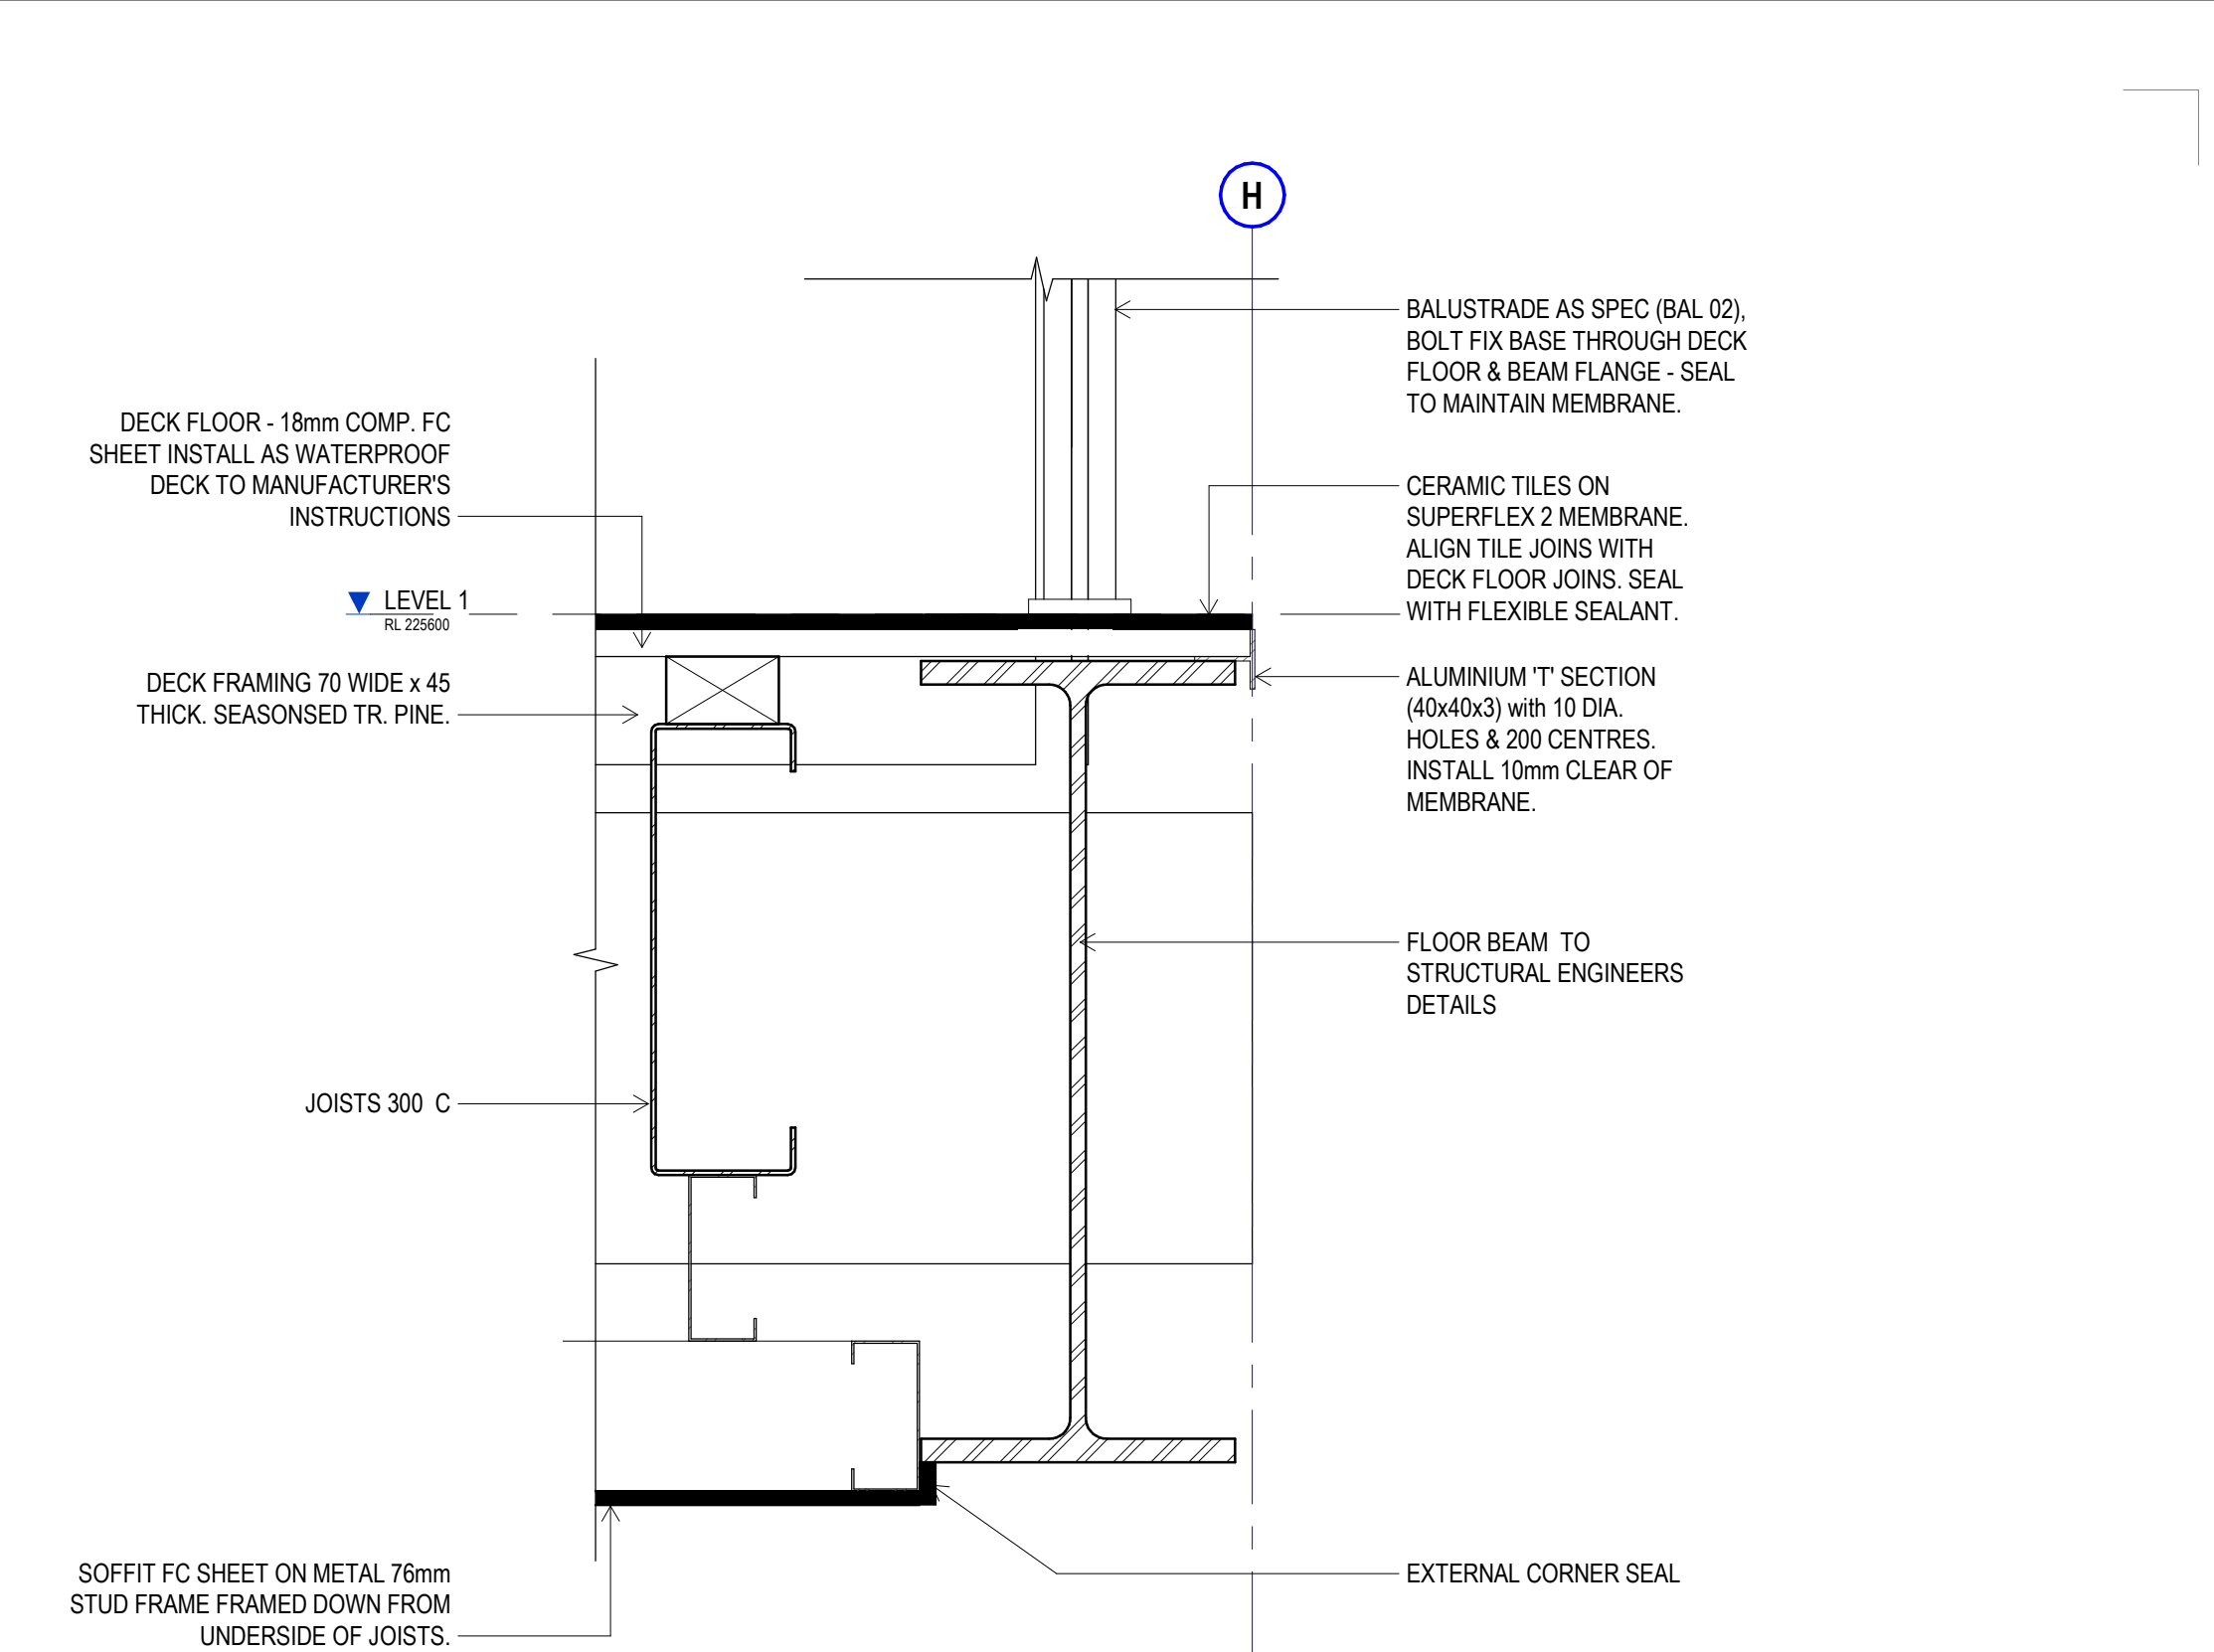 H
BALUSTRADE AS SPEC (BAL 02),
BOLT FIX BASE THROUGH DECK
FLOOR & BEAM FLANGE - SEAL
TO MAINTAIN MEMBRANE.
DECK FLOOR - 18mm COMP. FC
SHEET INSTALL AS WATERPROOF
DECK TO MANUFACTURER'S
INSTRUCTIONS
CERAMIC TILES ON
SUPERFLEX 2 MEMBRANE.
ALIGN TILE JOINS WITH
DECK FLOOR JOINS. SEAL
WITH FLEXIBLE SEALANT.
LEVEL 1
RL 225600
DECK FRAMING 70 WIDE x 45
THICK. SEASONSED TR. PINE.
ALUMINIUM 'T' SECTION
(40x40x3) with 10 DIA.
HOLES & 200 CENTRES.
INSTALL 10mm CLEAR OF
MEMBRANE.
FLOOR BEAM TO
STRUCTURAL ENGINEERS
DETAILS
JOISTS 300 C
SOFFIT FC SHEET ON METAL 76mm
STUD FRAME FRAMED DOWN FROM
UNDERSIDE OF JOISTS.
EXTERNAL CORNER SEAL